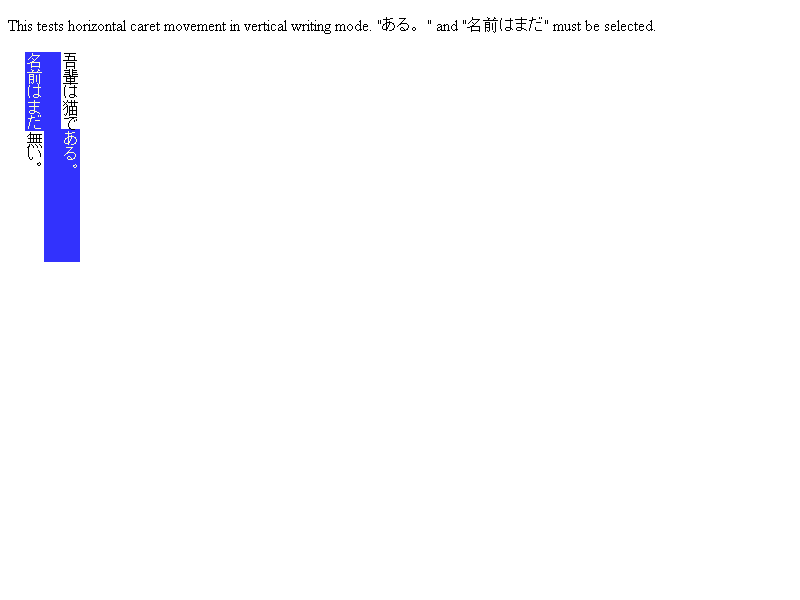 This tests horizontal caret movement in vertical writing mode. "ある。" and "名前はまだ" must be selected.
吾輩は猫である。
名前はまだ無い。